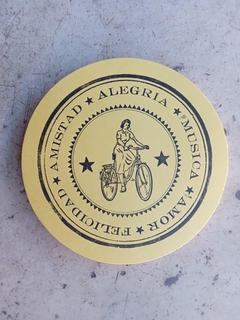 AMISTAD ★ ALEGRIA ★ MUSICA ★ AMOR ★ FELICIDAD ★